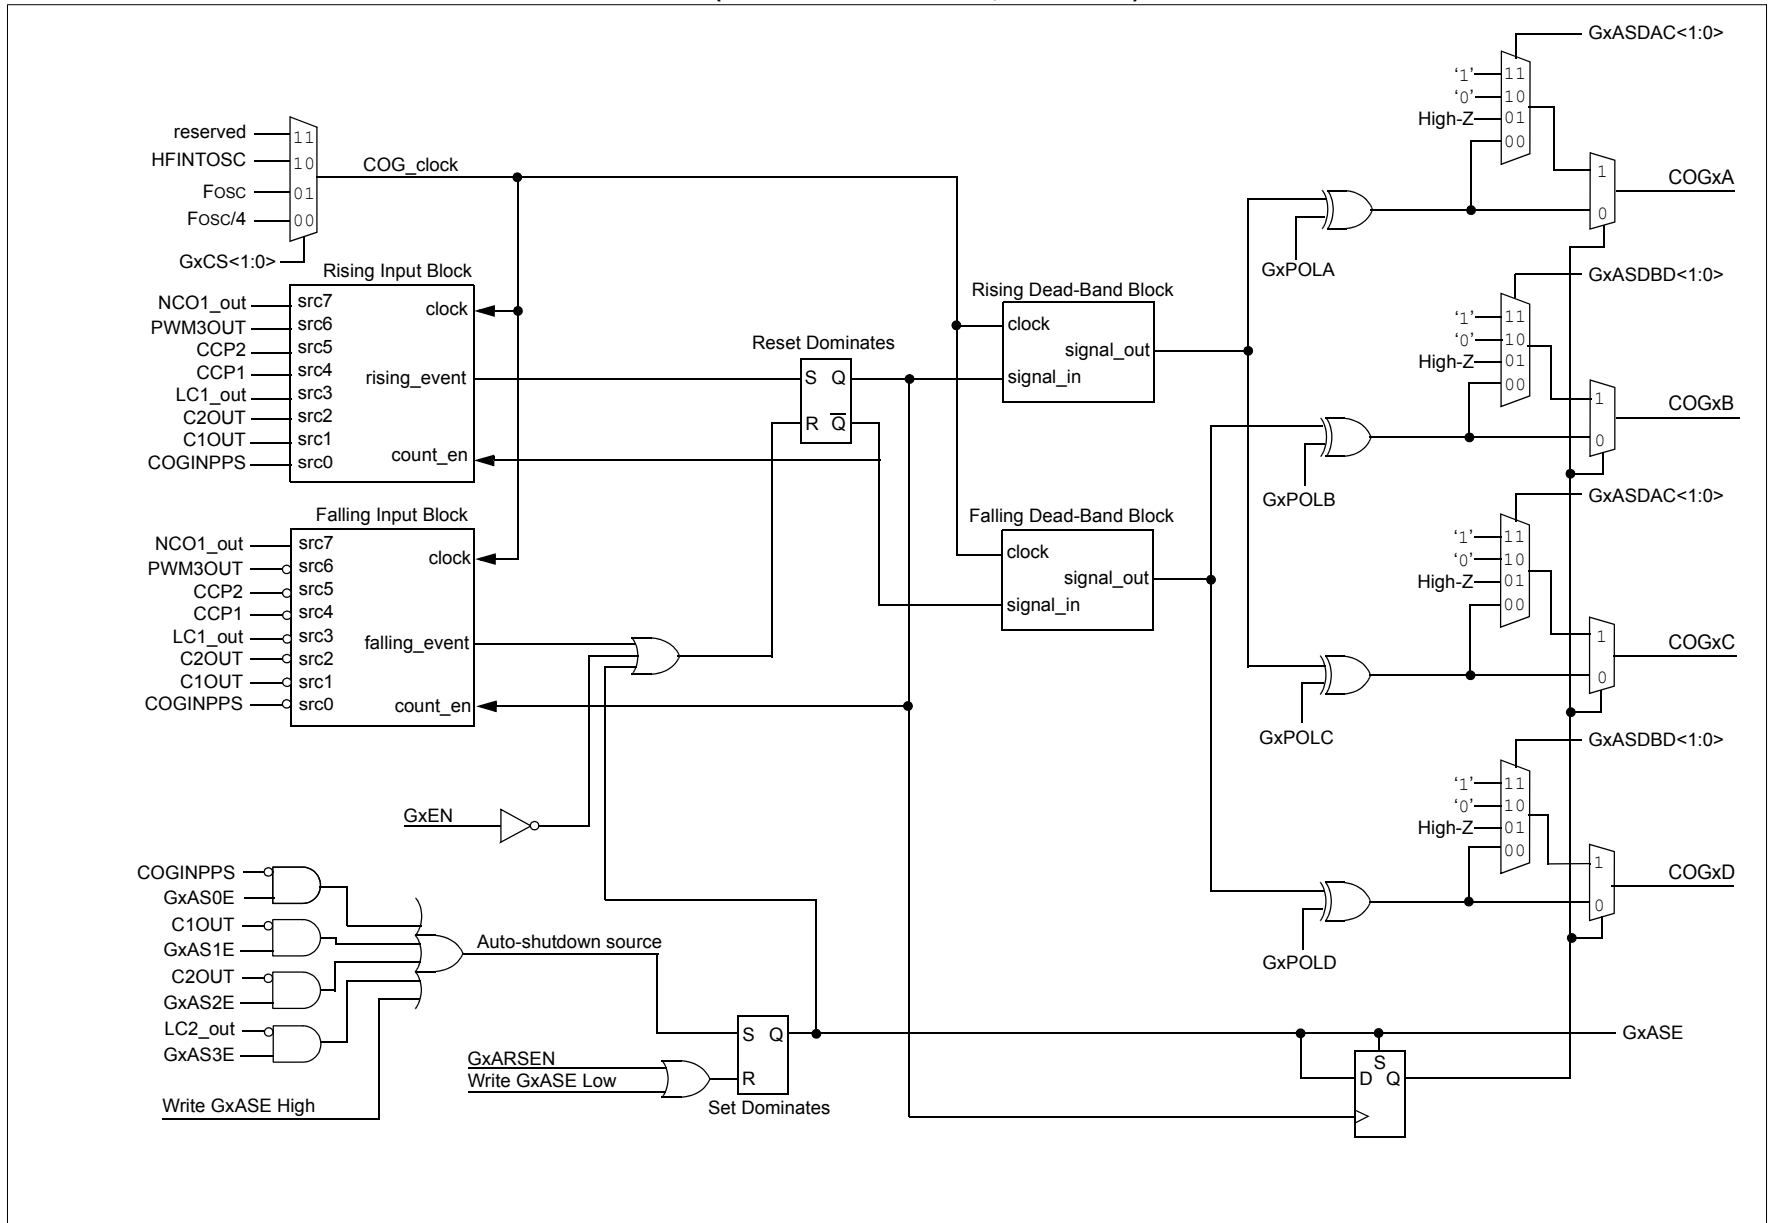 GxASDAC<1:0>
‘1’ 11
‘0’ 10
High-Z 01
00
1
0
COGxA
GxPOLA
reserved 11
HFINTOSC 10
FOSC 01
FOSC/4 00
GxCS<1:0>
COG_clock
Rising Input Block
NCO1_out src7
PWM3OUT src6
CCP2 src5
CCP1 src4
LC1_out src3
C2OUT src2
C1OUT src1
COGINPPS src0
clock
rising_event
count_en
Reset Dominates
S Q
R Q
Rising Dead-Band Block
clock
signal_out
signal_in
GxASDBD<1:0>
‘1’ 11
‘0’ 10
High-Z 01
00
1
0
COGxB
GxPOLB
Falling Input Block
NCO1_out src7
PWM3OUT src6
CCP2 src5
CCP1 src4
LC1_out src3
C2OUT src2
C1OUT src1
COGINPPS src0
clock
falling_event
count_en
Falling Dead-Band Block
clock
signal_out
signal_in
GxASDAC<1:0>
‘1’ 11
‘0’ 10
High-Z 01
00
1
0
COGxC
GxPOLC
GxASDBD<1:0>
‘1’ 11
‘0’ 10
High-Z 01
00
1
0
COGxD
GxPOLD
GxEN
COGINPPS
GxAS0E
C1OUT
GxAS1E
C2OUT
GxAS2E
LC2_out
GxAS3E
Write GxASE High
Auto-shutdown source
GxARSEN
Write GxASE Low
S Q
R
Set Dominates
GxASE
S
D Q